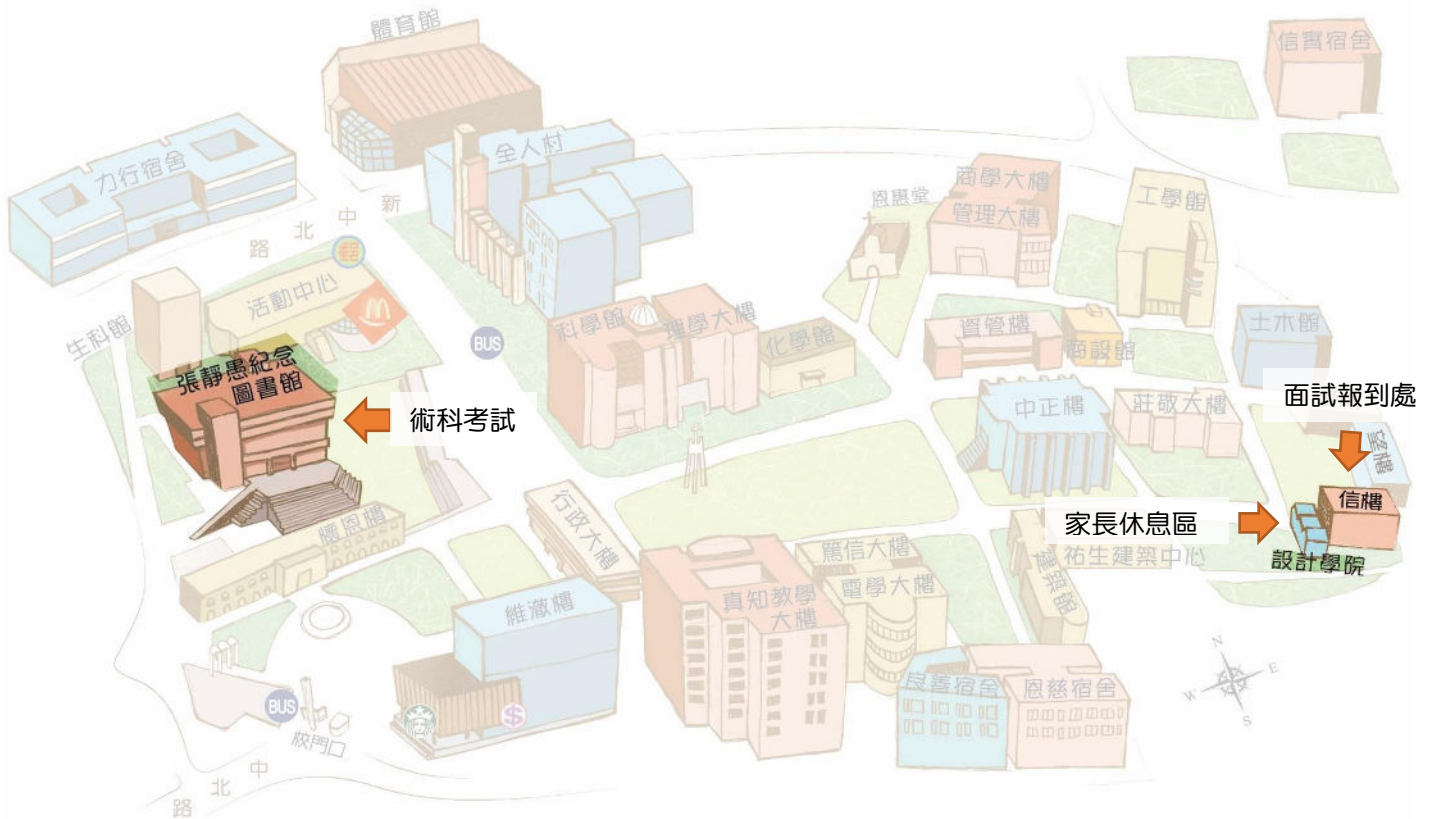 體育館
信實宿舍
力行宿舍
全人村
新中北路
郵
恩惠堂
商學大樓
管理大樓
工學館
活動中心
生科館
BUS
科學館
理學大樓
化學館
資管樓
商設館
土木館
張靜愚紀念
圖書館
術科考試
中正樓
莊敬大樓
面試報到處
望樓
信樓
家長休息區
設計學院
懷恩樓
行政大樓
真知教學
大樓
篤信大樓
電學大樓
建築館
祐生建築中心
維澈樓
良善宿舍
恩慈宿舍
N
W
E
S
BUS
$
校門口
中北路